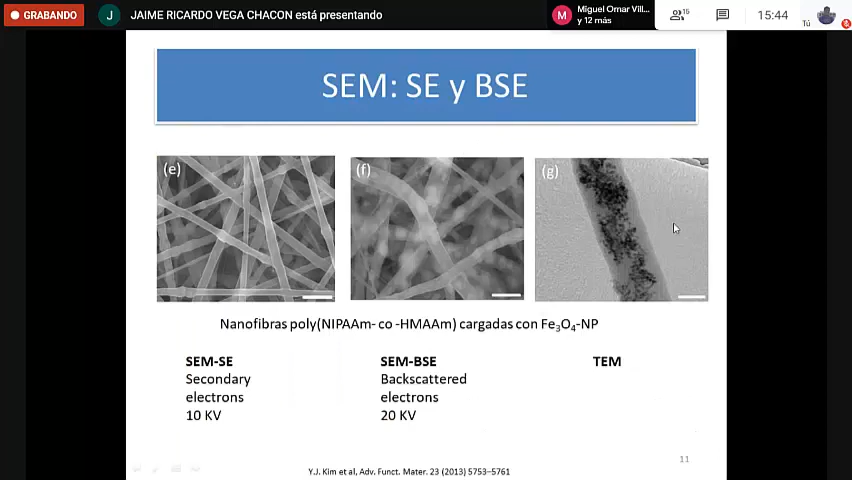 GRABANDO
J
JAIME RICARDO VEGA CHACON está presentando
M
Miguel Omar Vill...
y 12 más
15
15:44
Tú
SEM: SE y BSE
(e)
(f)
(g)
Nanofibras poly(NIPAAm- co -HMAAm) cargadas con Fe₃O₄-NP
SEM-SE
Secondary
electrons
10 KV
SEM-BSE
Backscattered
electrons
20 KV
TEM
11
Y.J. Kim et al, Adv. Funct. Mater. 23 (2013) 5753–5761